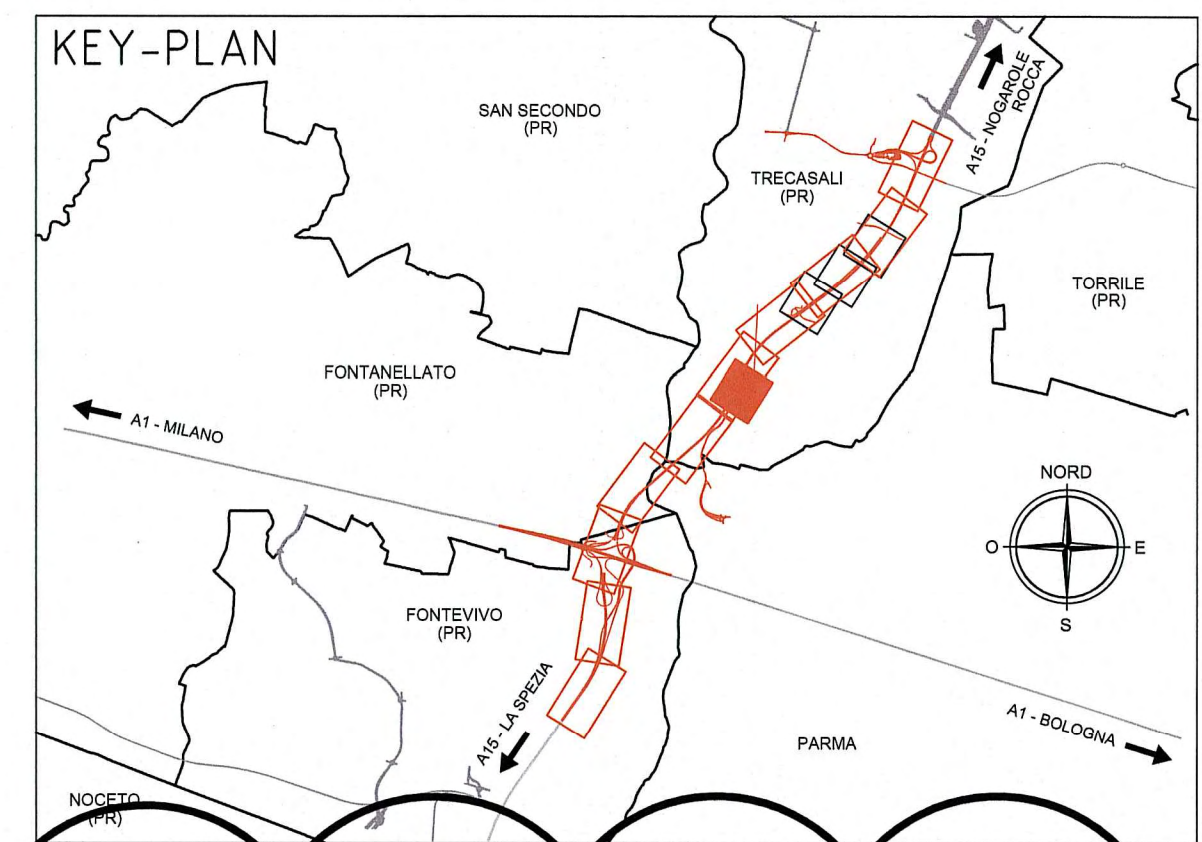 KEY-PLAN
SAN SECONDO
(PR)
A15 - NOGAROLE
ROCCA
TRECASALI
(PR)
TORRILE
(PR)
FONTANELLATO
(PR)
A1 - MILANO
NORD
O
E
S
FONTEVIVO
(PR)
A15 - LA SPEZIA
A1 - BOLOGNA
PARMA
NOCETO
(PR)